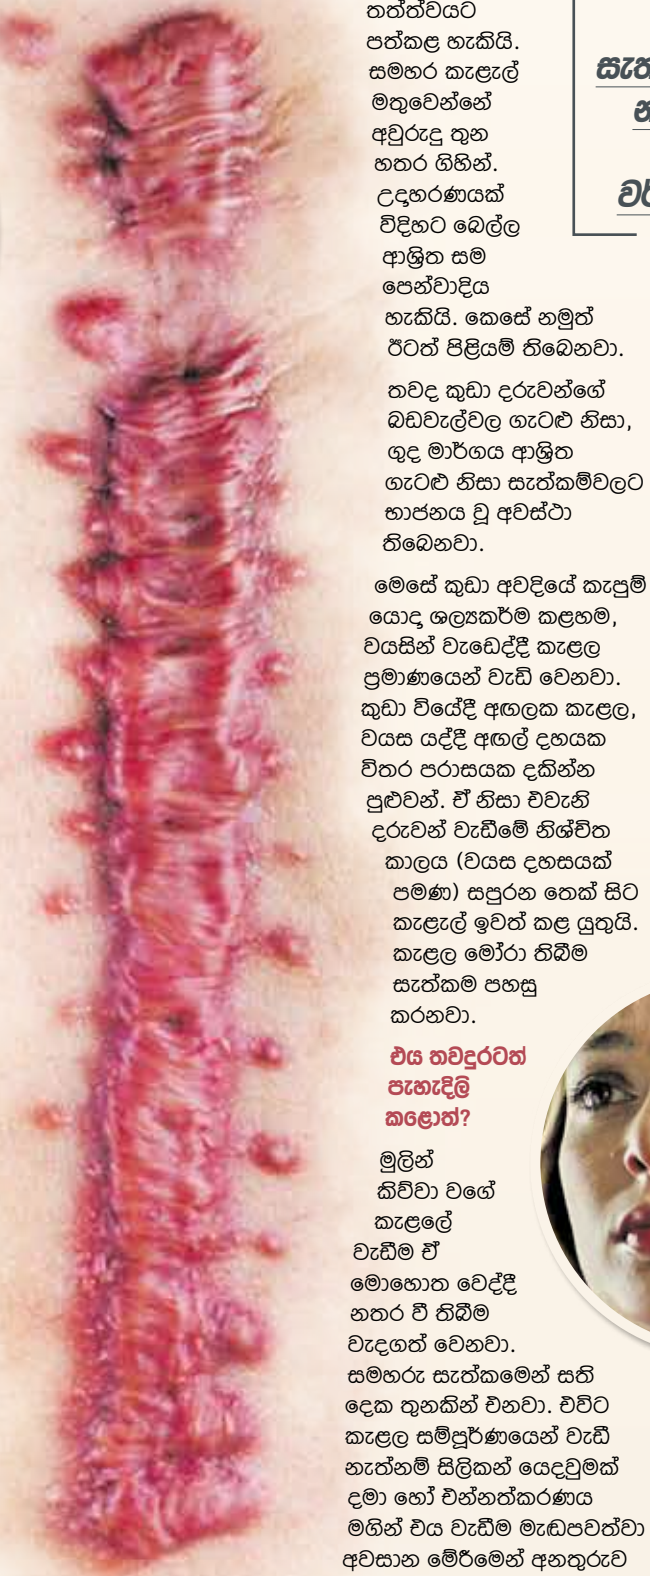 තත්ත්වයට
පත්කළ හැකියි.
සමහර කැළැල්
මතුවෙන්නේ
අවුරුදු තුන
හතර ගිහින්.
උදාහරණයක්
විදිහට බෙල්ල
ආශ්‍රිත සම
පෙන්වාදිය
හැකියි. කෙසේ නමුත්
ඊටත් පිළියම් තිබෙනවා.
තවද කුඩා දරුවන්ගේ
බඩවැල්වල ගැටළු නිසා,
ගුද මාර්ගය ආශ්‍රිත
ගැටළු නිසා සැත්කම්වලට
භාජනය වූ අවස්ථා
තිබෙනවා.
මෙසේ කුඩා අවදියේ කැපුම්
යොදා ශල්‍යකර්ම කළහම,
වයසින් වැඩෙද්දී කැළල
ප්‍රමාණයෙන් වැඩි වෙනවා.
කුඩා වියේදී අඟලක කැළල,
වයස යද්දී අඟල් දහයක
විතර පරාසයක දකින්න
පුළුවන්. ඒ නිසා එවැනි
දරුවන් වැඩීමේ නිශ්චිත
කාලය (වයස දහසයක්
පමණ) සපුරන තෙක් සිට
කැළැල් ඉවත් කළ යුතුයි.
කැළල මෝරා තිබීම
සැත්කම පහසු
කරනවා.
එය තවදුරටත්
පැහැදිලි
කළොත්?
මුලින්
කිව්වා වගේ
කැළලේ
වැඩීම ඒ
මොහොත වෙද්දී
නතර වී තිබීම
වැදගත් වෙනවා.
සමහරු සැත්කමෙන් සති
දෙක තුනකින් එනවා. එවිට
කැළල සම්පූර්ණයෙන් වැඩී
නැත්නම් සිලිකන් යෙදවුමක්
දමා හෝ එන්නත්කරණය
මගින් එය වැඩීම මැඬපවත්වා
අවසාන මේරීමෙන් අනතුරුව